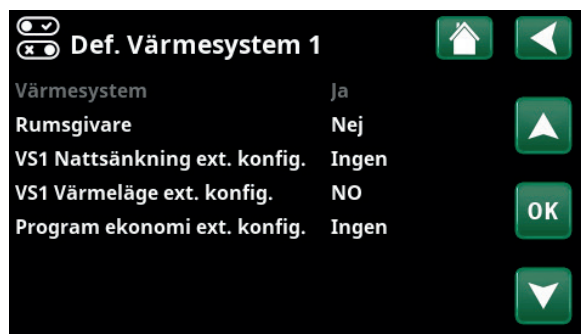 Def. Värmesystem 1
Värmesystem Ja
Rumsgivare Nej
VS1 Nattsänkning ext. konfig. Ingen
VS1 Värmeläge ext. konfig. NO
OK
Program ekonomi ext. konfig. Ingen